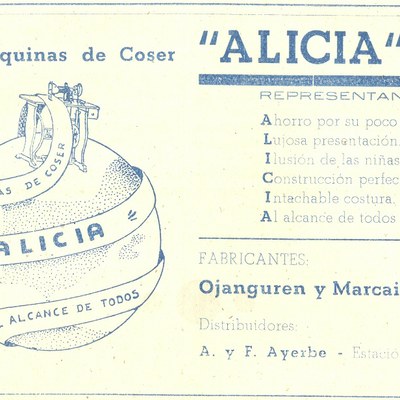 quinas de Coser
"ALICIA"
REPRESENTAN
Ahorro por su poco
Lujosa presentación.
Ilusión de las niñas
Construcción perfec
Intachable costura.
Al alcance de todos
AS DE COSER
ALICIA
L ALCANCE DE TODOS
FABRICANTES:
Ojanguren y Marcai
Distribuidores:
A. y F. Ayerbe - Estació